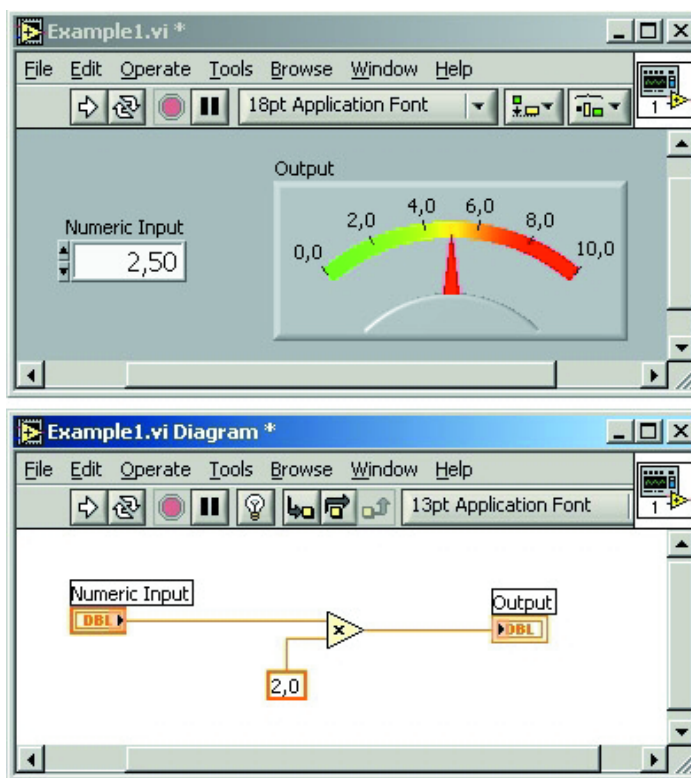 Example1.vi *
File Edit Operate Tools Browse Window Help
18pt Application Font
1
Output
Numeric Input
2,50
0,0 2,0 4,0 6,0 8,0 10,0
Example1.vi Diagram *
File Edit Operate Tools Browse Window Help
13pt Application Font
1
Numeric Input
DBL
×
2,0
Output
DBL